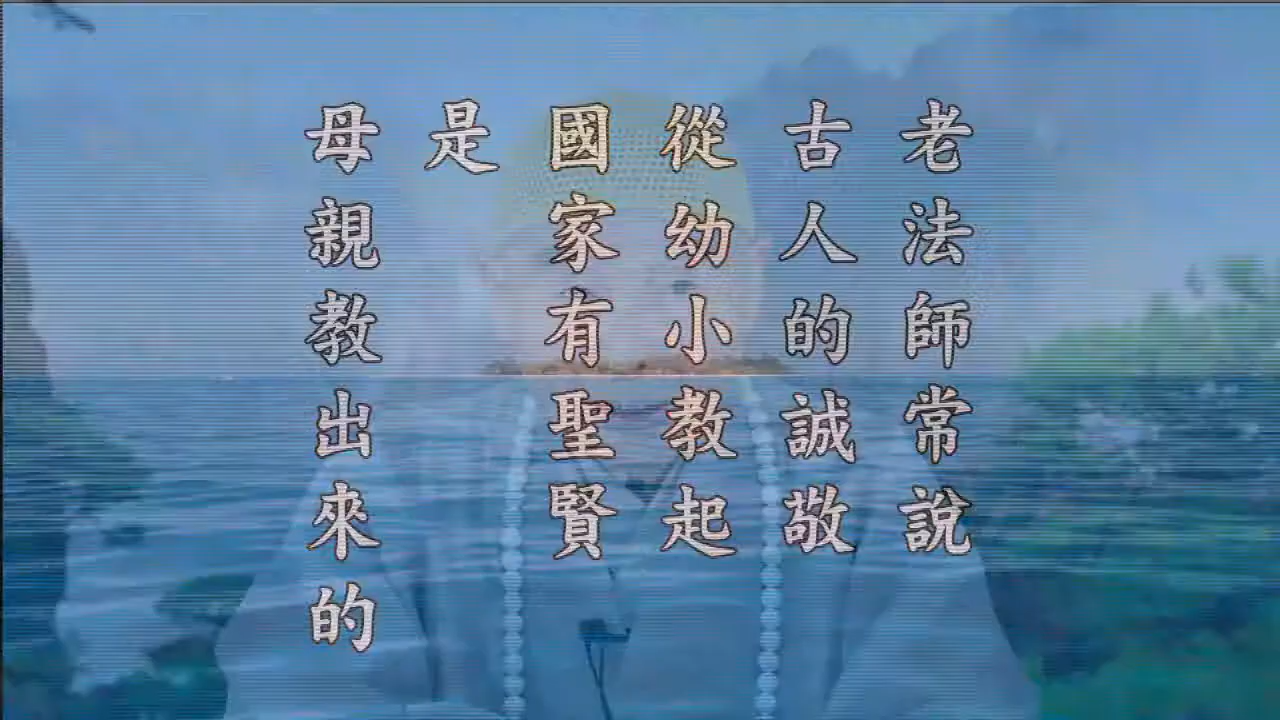 老法師常說
古人的誠敬
從幼小教起
國家有聖賢
是
母親教出來的